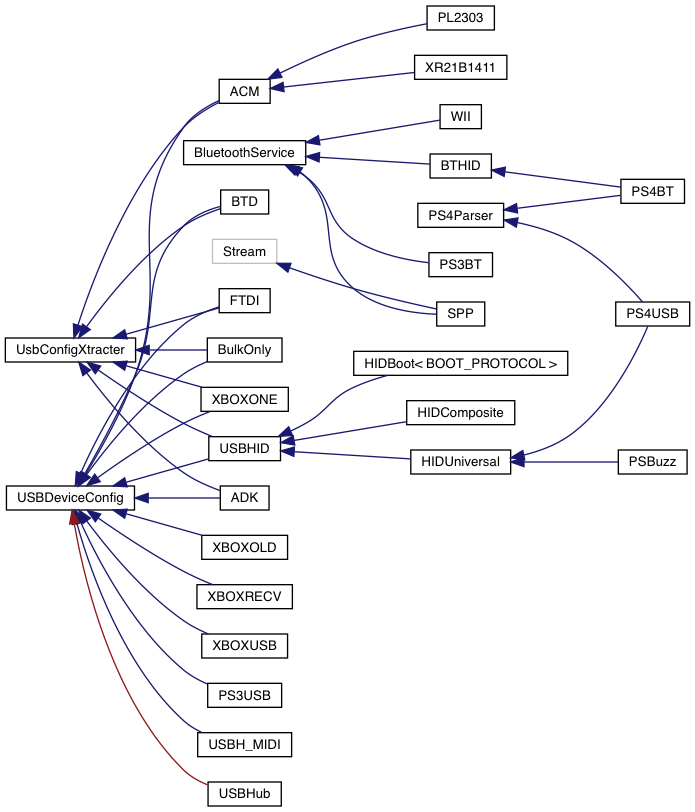 PL2303
XR21B1411
ACM
WII
BluetoothService
BTHID
PS4BT
BTD
PS4Parser
Stream
PS3BT
FTDI
SPP
PS4USB
UsbConfigXtracter
BulkOnly
HIDBoot< BOOT_PROTOCOL >
XBOXONE
HIDComposite
USBHID
HIDUniversal
PSBuzz
USBDeviceConfig
ADK
XBOXOLD
XBOXRECV
XBOXUSB
PS3USB
USBH_MIDI
USBHub